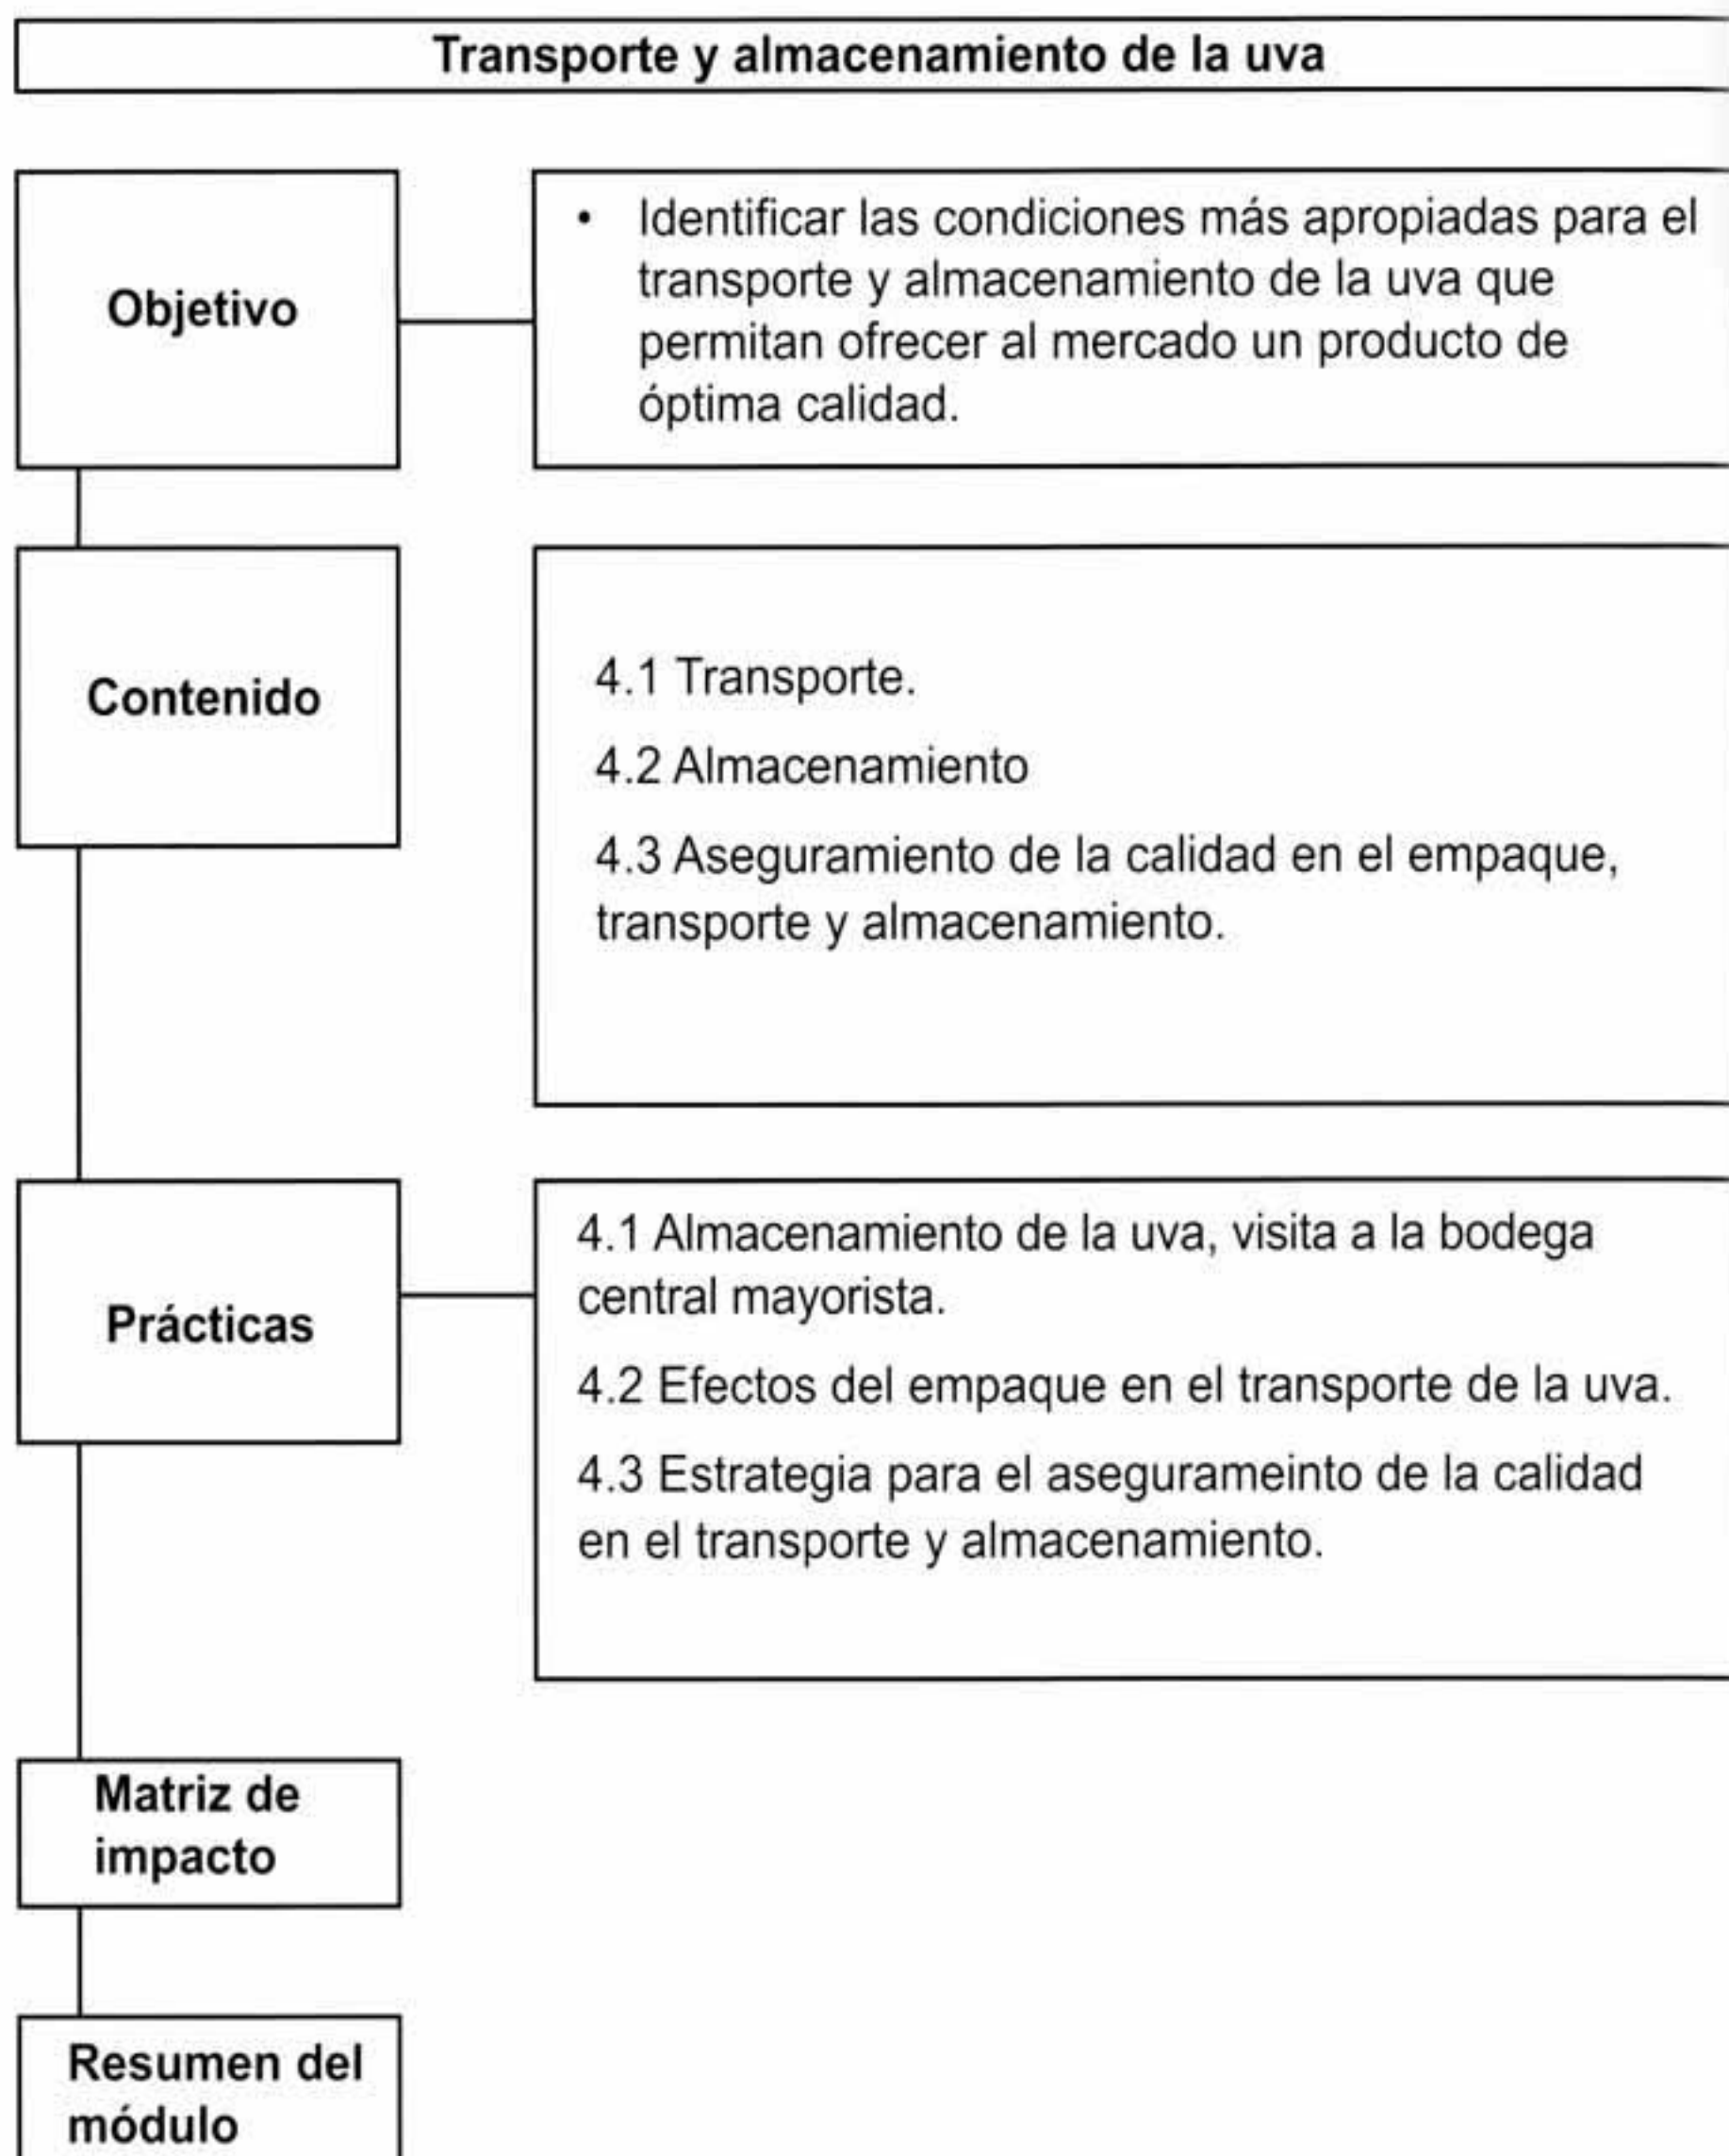 Transporte y almacenamiento de la uva
Objetivo
• Identificar las condiciones más apropiadas para el
transporte y almacenamiento de la uva que
permitan ofrecer al mercado un producto de
óptima calidad.
Contenido
4.1 Transporte.
4.2 Almacenamiento
4.3 Aseguramiento de la calidad en el empaque,
transporte y almacenamiento.
Prácticas
4.1 Almacenamiento de la uva, visita a la bodega
central mayorista.
4.2 Efectos del empaque en el transporte de la uva.
4.3 Estrategia para el asegurameinto de la calidad
en el transporte y almacenamiento.
Matriz de
impacto
Resumen del
módulo